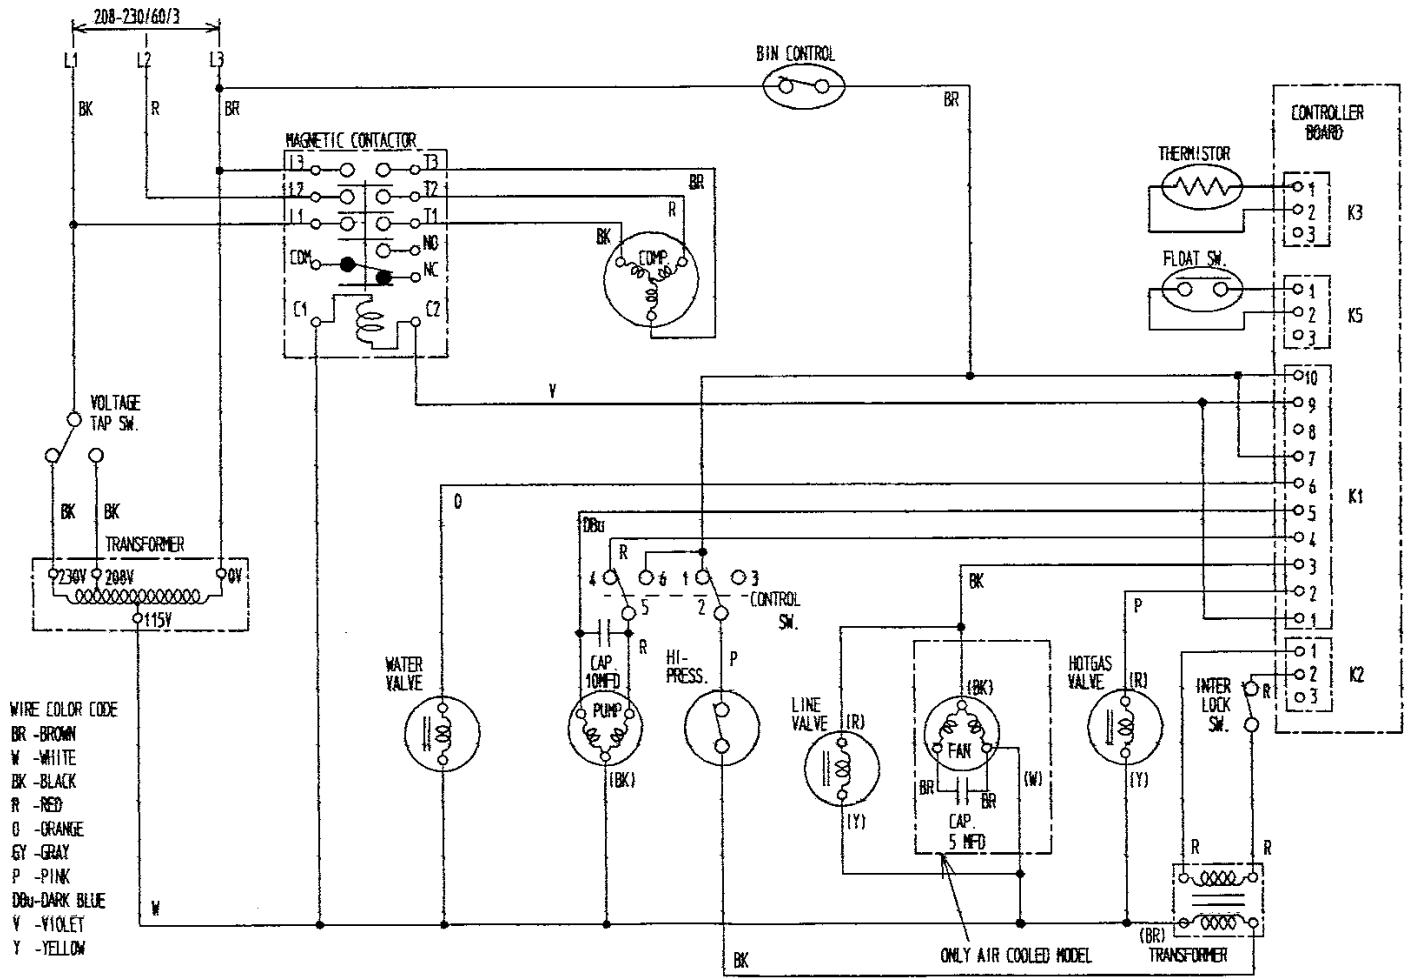 208-230/60/3
L1 L2 L3
BIN CONTROL
BK R BR
BR
CONTROLLER
BOARD
MAGNETIC CONTACTOR
THERMISTOR
L3 T3
L2 T2
L1 T1
BR
R
BK
COM NO
NC
COMP.
C1 C2
1
2
3
K3
FLOAT SW.
1
2
3
K5
V
VOLTAGE
TAP SW.
10
9
8
7
6
5
4
3
2
1
K1
O
DBu
R
BK
P
BK BK
TRANSFORMER
230V 208V 0V
115V
4 6 1 3
5 2
CONTROL
SW.
CAP.
10MFD
R
HI-
PRESS.
P
WATER
VALVE
PUMP
(BK)
LINE
VALVE
(R)
(Y)
(BK)
FAN
BR BR
(W)
CAP.
5 MFD
HOTGAS
VALVE
(R)
(Y)
INTER
LOCK
SW.
R
1
2
3
K2
WIRE COLOR CODE
BR -BROWN
W -WHITE
BK -BLACK
R -RED
O -ORANGE
GY -GRAY
P -PINK
DBu-DARK BLUE
V -VIOLET
Y -YELLOW
W
R R
(BR)
TRANSFORMER
BK
ONLY AIR COOLED MODEL